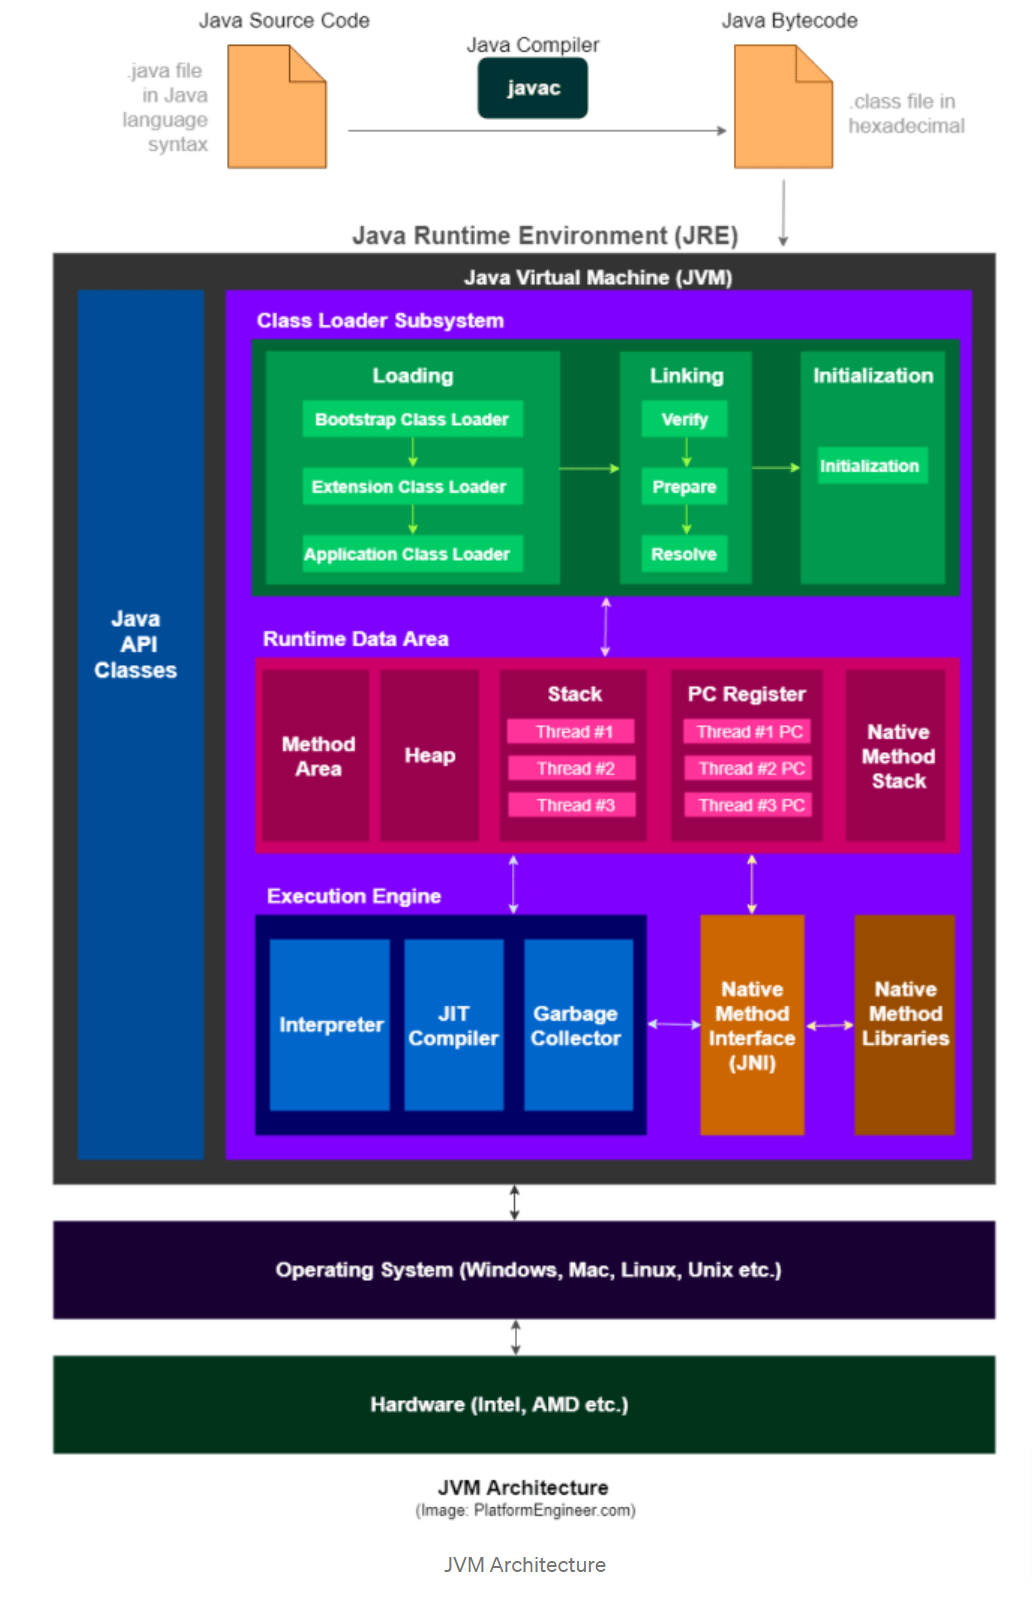 Java Source Code
Java Compiler
Java Bytecode
.java file
in Java
language
syntax
javac
.class file in
hexadecimal
Java Runtime Environment (JRE)
Java Virtual Machine (JVM)
Java
API
Classes
Class Loader Subsystem
Loading
Bootstrap Class Loader
Extension Class Loader
Application Class Loader
Linking
Verify
Prepare
Resolve
Initialization
Initialization
Runtime Data Area
Method
Area
Heap
Stack
Thread #1
Thread #2
Thread #3
PC Register
Thread #1 PC
Thread #2 PC
Thread #3 PC
Native
Method
Stack
Execution Engine
Interpreter
JIT
Compiler
Garbage
Collector
Native
Method
Interface
(JNI)
Native
Method
Libraries
Operating System (Windows, Mac, Linux, Unix etc.)
Hardware (Intel, AMD etc.)
JVM Architecture
(Image: PlatformEngineer.com)
JVM Architecture